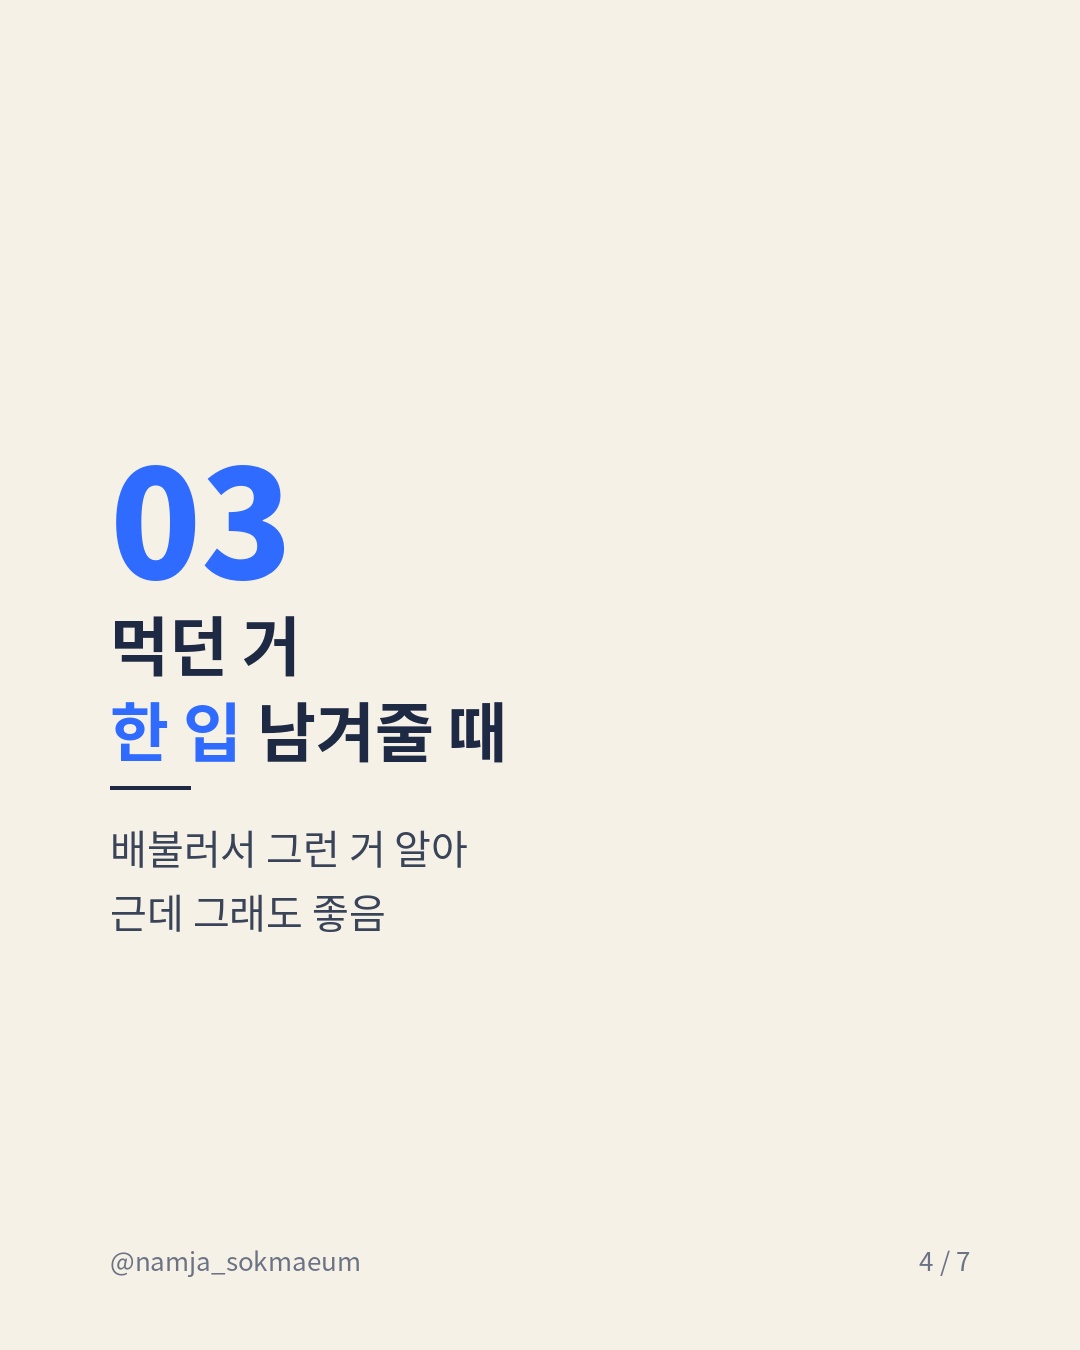 03
먹던 거
한 입 남겨줄 때
배불러서 그런 거 알아
근데 그래도 좋음
@namja_sokmaeum
4 / 7